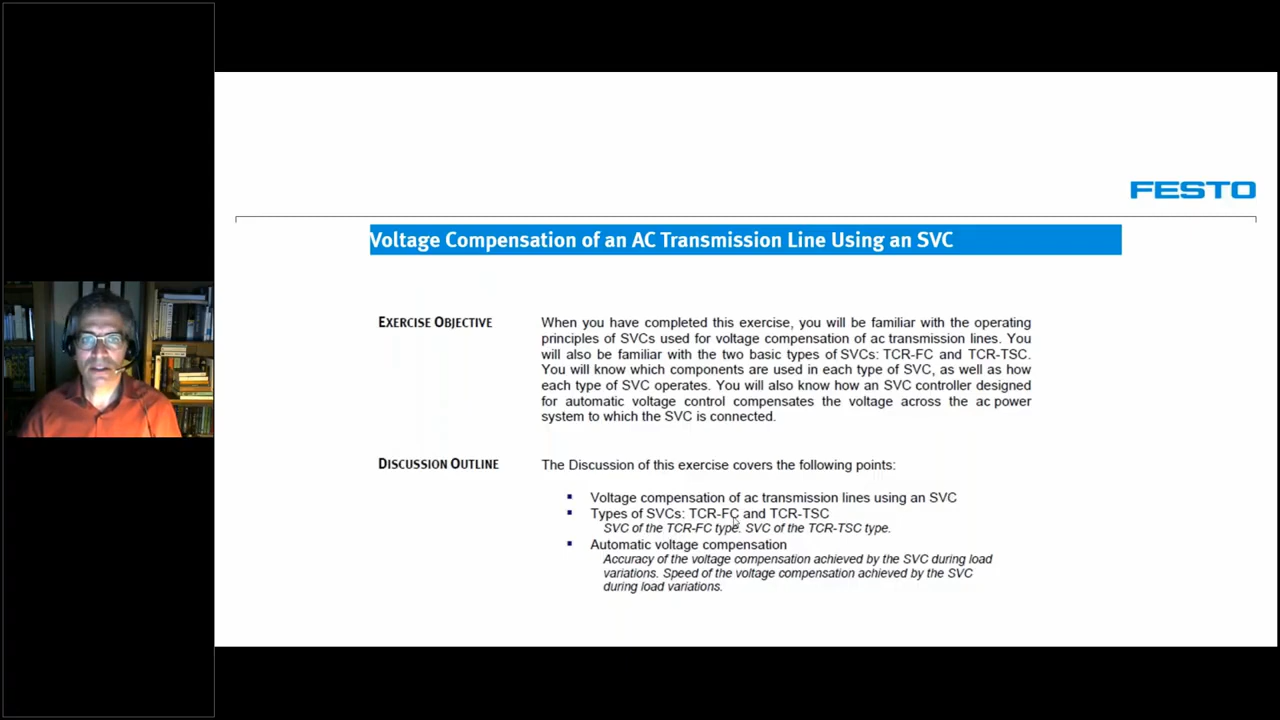 FESTO
Voltage Compensation of an AC Transmission Line Using an SVC
EXERCISE OBJECTIVE
When you have completed this exercise, you will be familiar with the operating
principles of SVCs used for voltage compensation of ac transmission lines. You
will also be familiar with the two basic types of SVCs: TCR-FC and TCR-TSC.
You will know which components are used in each type of SVC, as well as how
each type of SVC operates. You will also know how an SVC controller designed
for automatic voltage control compensates the voltage across the ac power
system to which the SVC is connected.
DISCUSSION OUTLINE
The Discussion of this exercise covers the following points:
▪ Voltage compensation of ac transmission lines using an SVC
▪ Types of SVCs: TCR-FC and TCR-TSC
SVC of the TCR-FC type. SVC of the TCR-TSC type.
▪ Automatic voltage compensation
Accuracy of the voltage compensation achieved by the SVC during load
variations. Speed of the voltage compensation achieved by the SVC
during load variations.